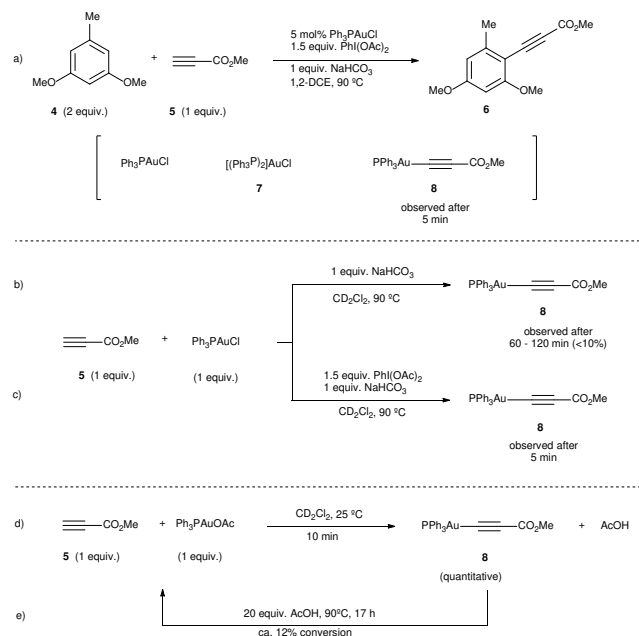 a)
Me
MeO
OMe
4 (2 equiv.)
+
CO2Me
5 (1 equiv.)
5 mol% Ph3PAuCl
1.5 equiv. PhI(OAc)2
1 equiv. NaHCO3
1,2-DCE, 90 ºC
Me
CO2Me
MeO
OMe
6
Ph3PAuCl
[(Ph3P)2]AuCl
7
PPh3Au
CO2Me
8
observed after
5 min
b)
CO2Me
5 (1 equiv.)
+
Ph3PAuCl
(1 equiv.)
1 equiv. NaHCO3
CD2Cl2, 90 ºC
PPh3Au
CO2Me
8
observed after
60 - 120 min (<10%)
c)
1.5 equiv. PhI(OAc)2
1 equiv. NaHCO3
CD2Cl2, 90 ºC
PPh3Au
CO2Me
8
observed after
5 min
d)
CO2Me
5 (1 equiv.)
+
Ph3PAuOAc
(1 equiv.)
CD2Cl2, 25 ºC
10 min
PPh3Au
CO2Me
8
(quantitative)
+
AcOH
e)
20 equiv. AcOH, 90ºC, 17 h
ca. 12% conversion